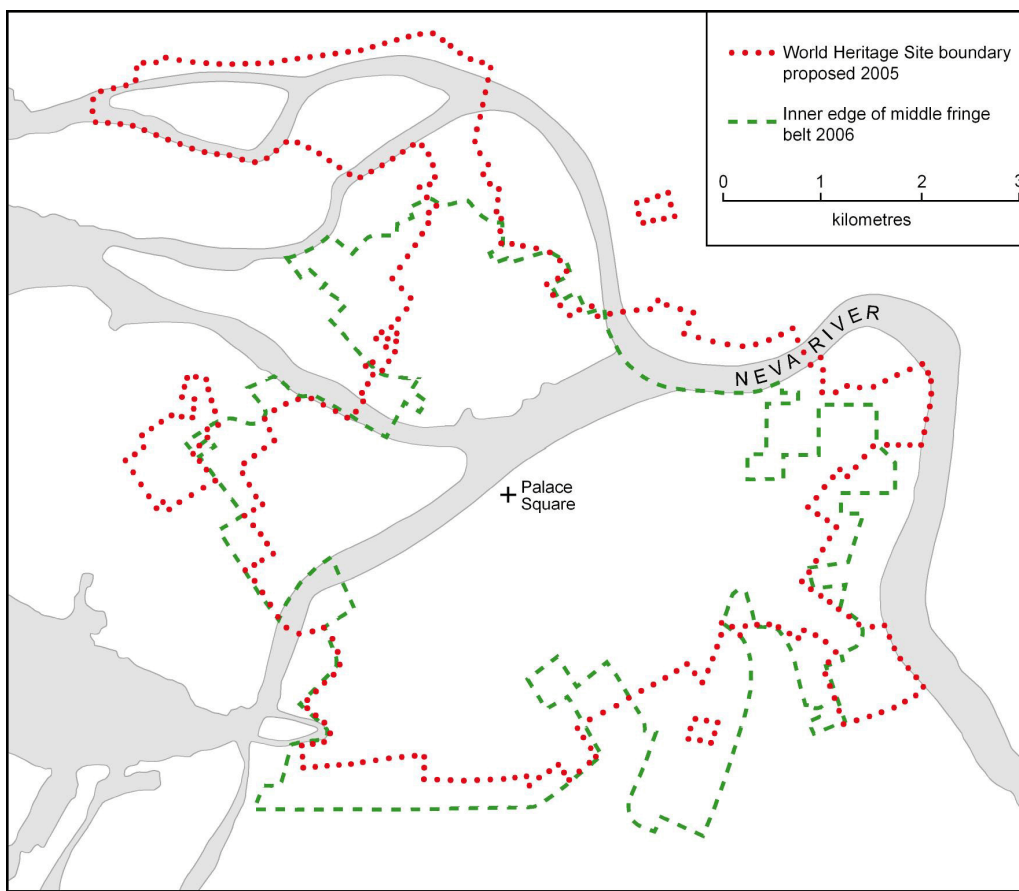 World Heritage Site boundary
proposed 2005
Inner edge of middle fringe
belt 2006
0 1 2 3
kilometres
NEVA RIVER
Palace
Square